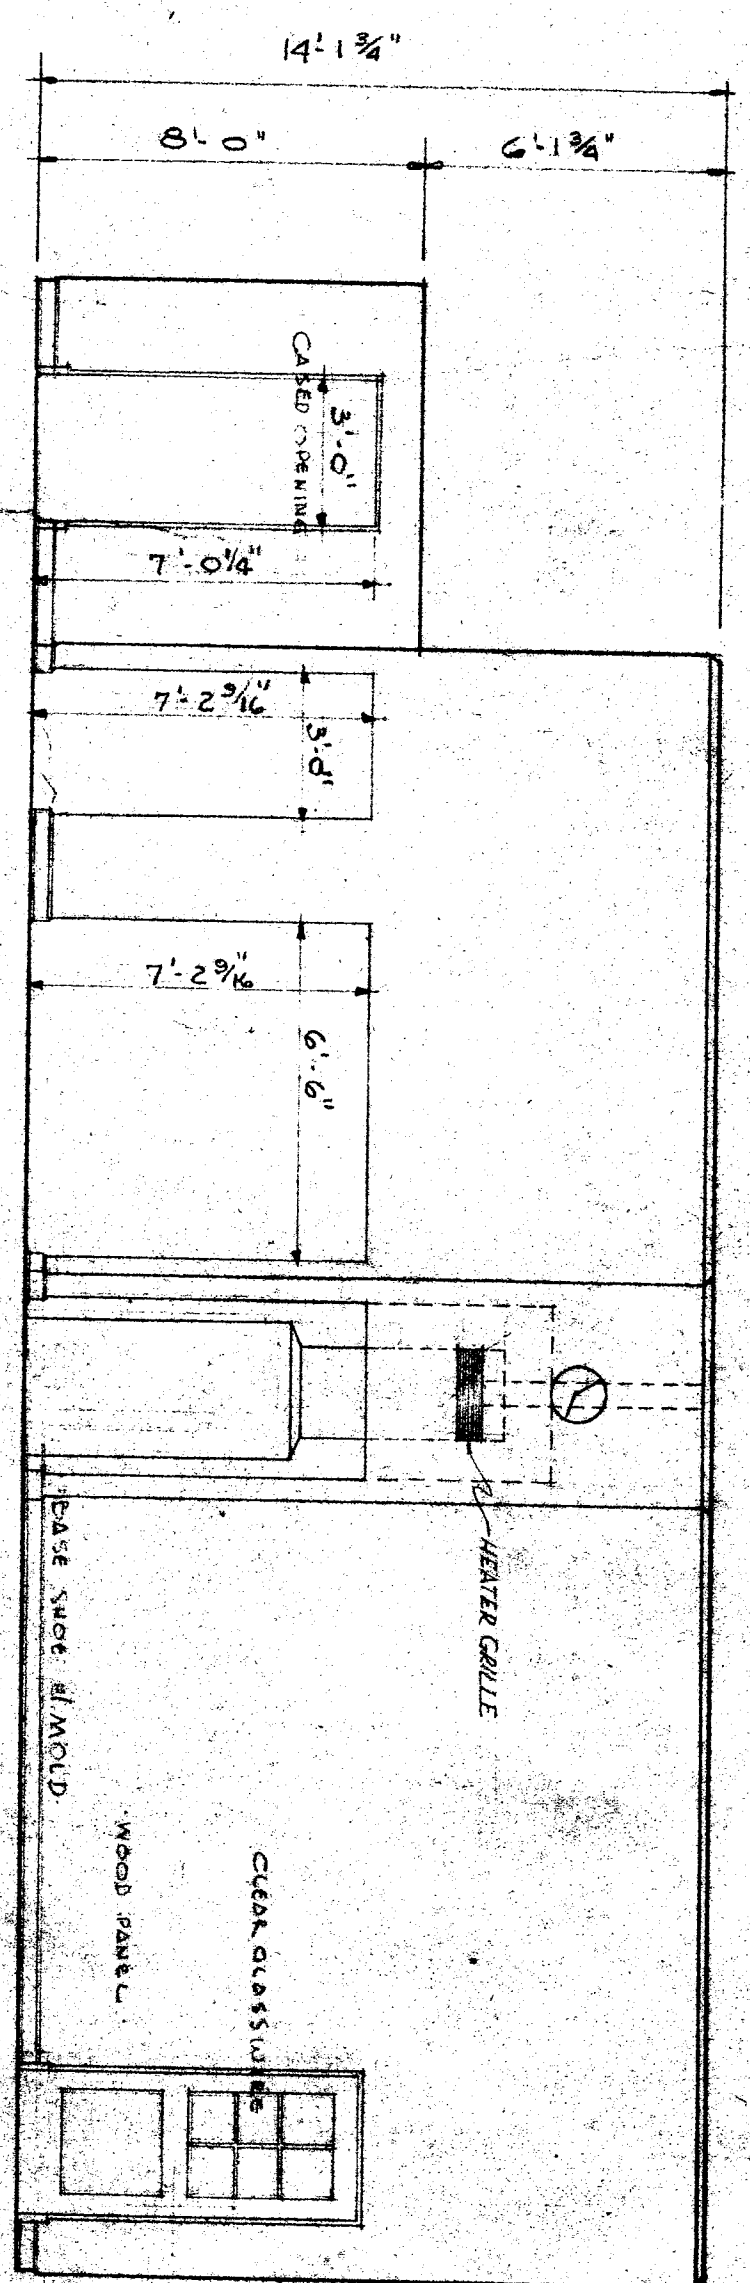 14'-1 3/4"
8'-0"
6'-1 3/4"
CASED OPENING
3'-0"
7'-0 1/4"
7'-2 9/16"
3'-0"
7'-2 9/16"
6'-6"
HEATER GRILLE
BASE SHOE & MOLD.
WOOD PANEL
CLEAR GLASS